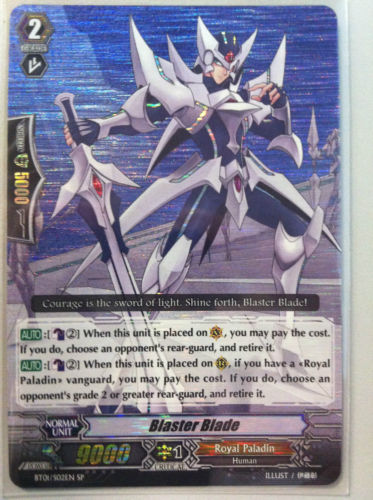 2
5000
Courage is the sword of light. Shine forth, Blaster Blade!
AUTO : [②] When this unit is placed on , you may pay the cost.
If you do, choose an opponent's rear-guard, and retire it.
AUTO : [②] When this unit is placed on , if you have a «Royal
Paladin» vanguard, you may pay the cost. If you do, choose an
opponent's grade 2 or greater rear-guard, and retire it.
NORMAL
UNIT
Blaster Blade
POWER
9000
1
CRITICAL
Royal Paladin
Human
BT01/S02EN SP
ILLUST / 伊藤彰